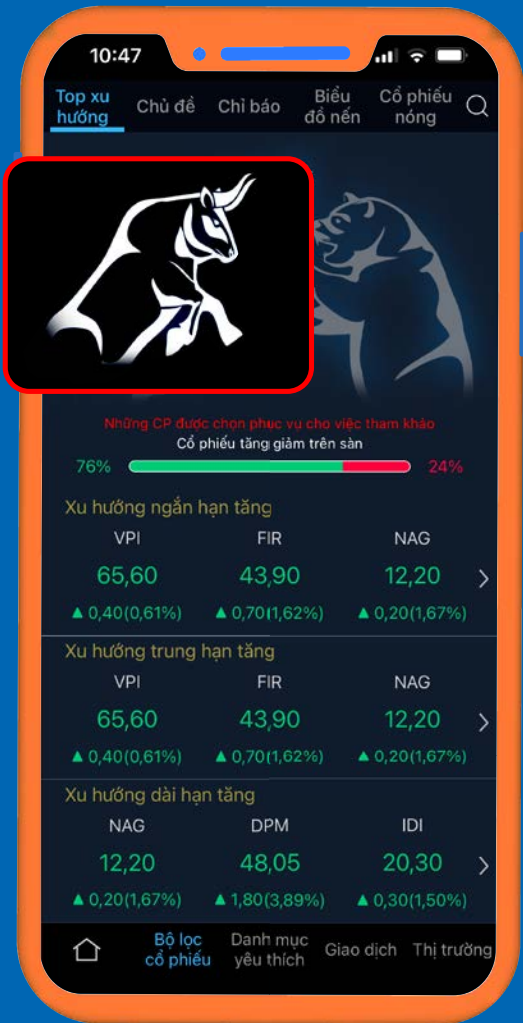 10:47
Top xu hướng
Chủ đề
Chỉ báo
Biểu đồ nến
Cổ phiếu nóng
Những CP được chọn phục vụ cho việc tham khảo
Cổ phiếu tăng giảm trên sàn
76% 24%
Xu hướng ngắn hạn tăng
VPI FIR NAG
65,60 43,90 12,20
▲ 0,40(0,61%) ▲ 0,70(1,62%) ▲ 0,20(1,67%)
Xu hướng trung hạn tăng
VPI FIR NAG
65,60 43,90 12,20
▲ 0,40(0,61%) ▲ 0,70(1,62%) ▲ 0,20(1,67%)
Xu hướng dài hạn tăng
NAG DPM IDI
12,20 48,05 20,30
▲ 0,20(1,67%) ▲ 1,80(3,89%) ▲ 0,30(1,50%)
Bộ lọc cổ phiếu
Danh mục yêu thích
Giao dịch
Thị trường